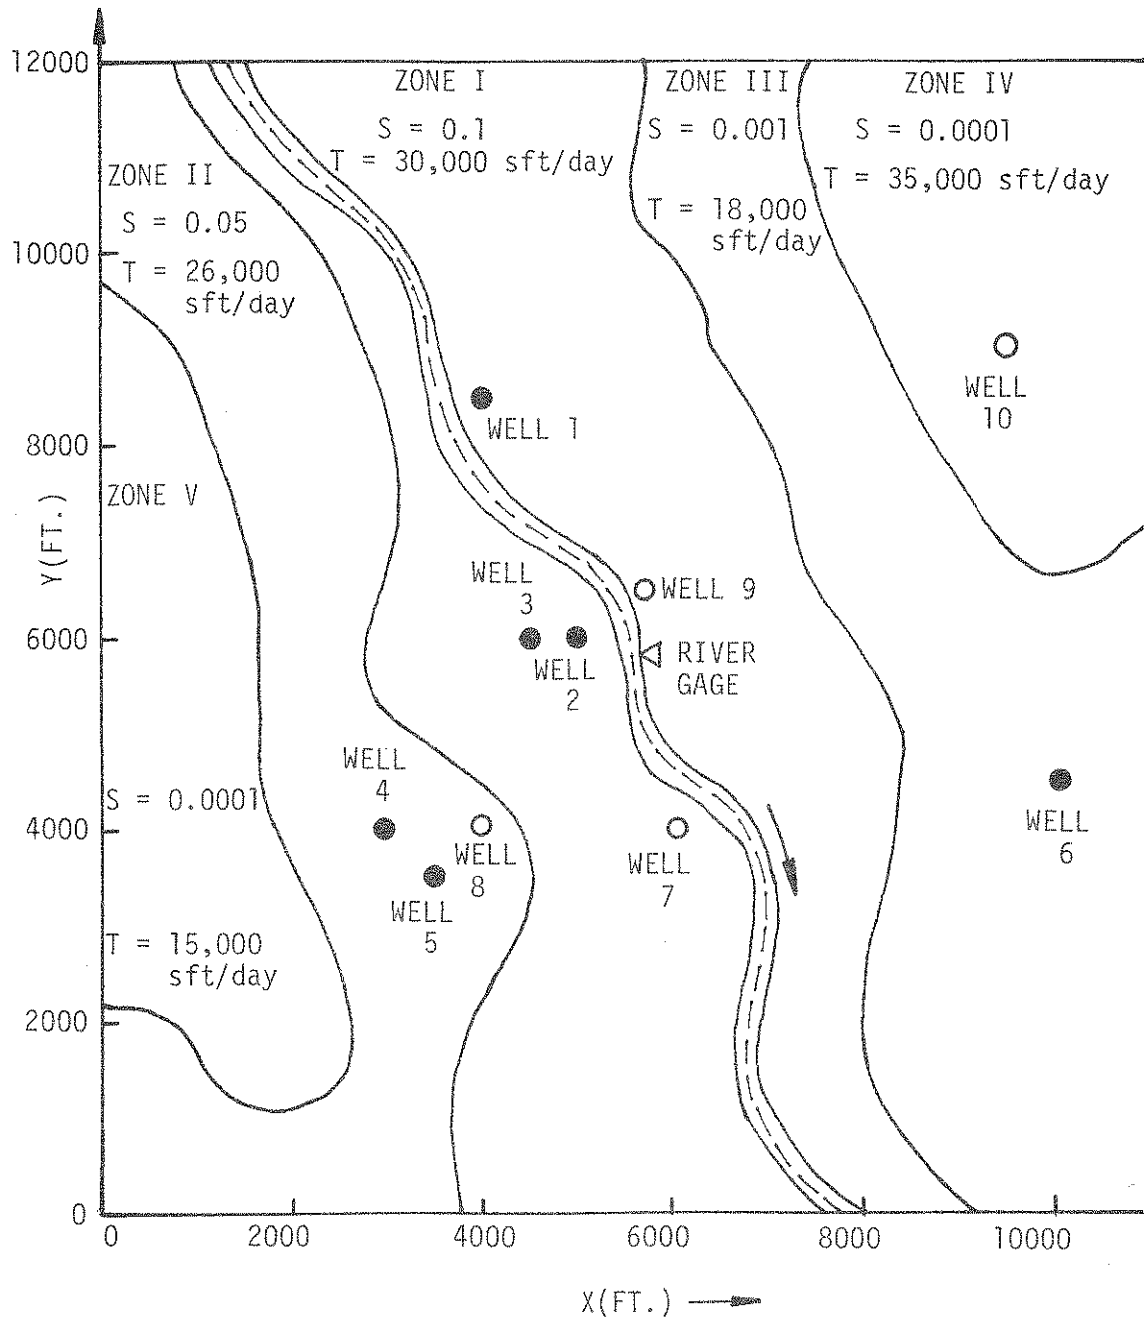 12000
ZONE I
ZONE III
ZONE IV
S = 0.1
S = 0.001
S = 0.0001
T = 30,000 sft/day
T = 35,000 sft/day
ZONE II
S = 0.05
T = 18,000
sft/day
10000
T = 26,000
sft/day
WELL
10
8000
WELL 1
ZONE V
Y(FT.)
WELL
3
WELL 9
6000
WELL
2
RIVER
GAGE
WELL
4
S = 0.0001
4000
WELL
8
WELL
7
WELL
6
WELL
5
T = 15,000
sft/day
2000
0
0
2000
4000
6000
8000
10000
X(FT.)